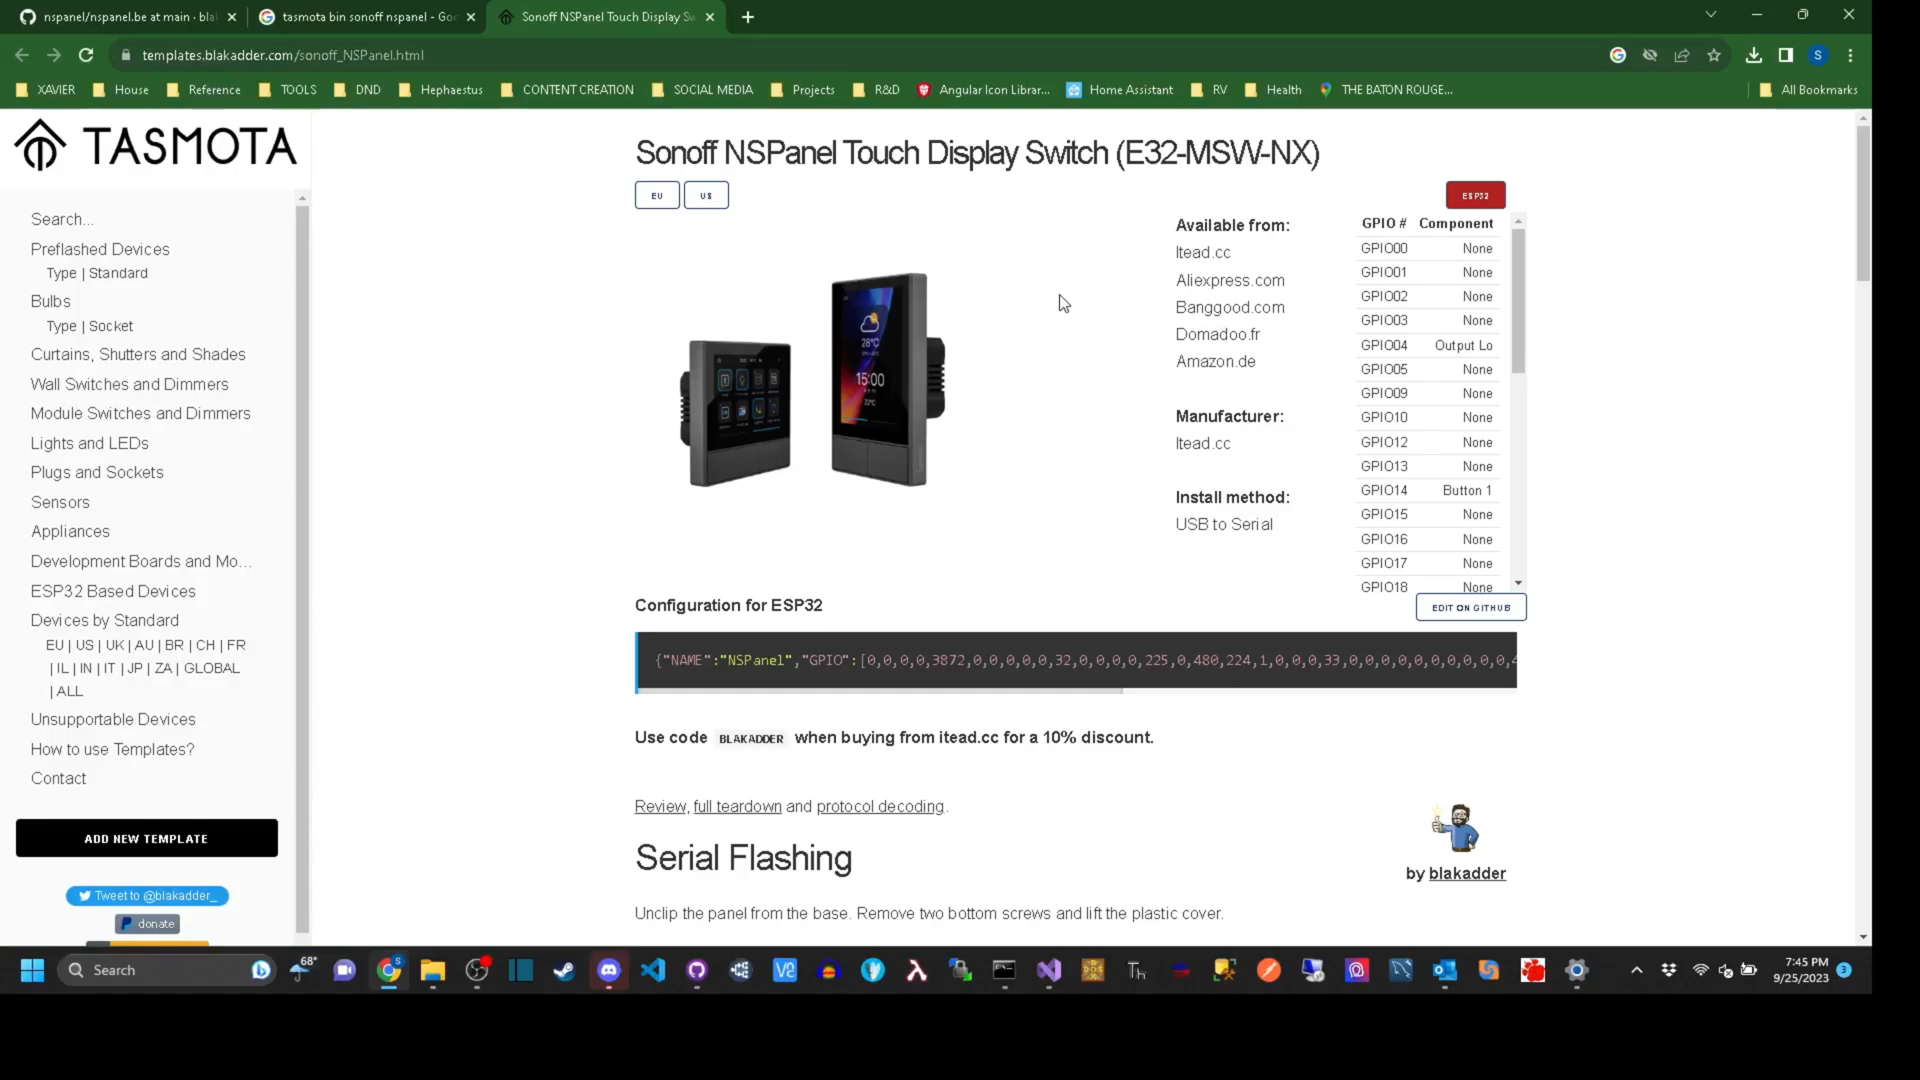 nspanel/nspanel.be at main · bla
tasmota bin sonoff nspanel - Goo
Sonoff NSPanel Touch Display Sw
templates.blakadder.com/sonoff_NSPanel.html
S
XAVIER
House
Reference
TOOLS
DND
Hephaestus
CONTENT CREATION
SOCIAL MEDIA
Projects
R&D
Angular Icon Librar...
Home Assistant
RV
Health
THE BATON ROUGE...
All Bookmarks
TASMOTA
Search...
Preflashed Devices
Type | Standard
Bulbs
Type | Socket
Curtains, Shutters and Shades
Wall Switches and Dimmers
Module Switches and Dimmers
Lights and LEDs
Plugs and Sockets
Sensors
Appliances
Development Boards and Mo...
ESP32 Based Devices
Devices by Standard
EU | US | UK | AU | BR | CH | FR
| IL | IN | IT | JP | ZA | GLOBAL
| ALL
Unsupportable Devices
How to use Templates?
Contact
ADD NEW TEMPLATE
Tweet to @blakadder_
donate
Sonoff NSPanel Touch Display Switch (E32-MSW-NX)
EU
US
ESP32
15:00
Available from:
Itead.cc
Aliexpress.com
Banggood.com
Domadoo.fr
Amazon.de
Manufacturer:
Itead.cc
Install method:
USB to Serial
GPIO # Component
GPIO00 None
GPIO01 None
GPIO02 None
GPIO03 None
GPIO04 Output Lo
GPIO05 None
GPIO09 None
GPIO10 None
GPIO12 None
GPIO13 None
GPIO14 Button 1
GPIO15 None
GPIO16 None
GPIO17 None
GPIO18 None
EDIT ON GITHUB
Configuration for ESP32
{"NAME":"NSPanel","GPIO":[0,0,0,0,3872,0,0,0,0,0,32,0,0,0,0,225,0,480,224,1,0,0,0,33,0,0,0,0,0,0,0,0,0,0,4
Use code BLAKADDER when buying from itead.cc for a 10% discount.
Review, full teardown and protocol decoding.
by blakadder
Serial Flashing
Unclip the panel from the base. Remove two bottom screws and lift the plastic cover.
Search
68°
7:45 PM
9/25/2023
3